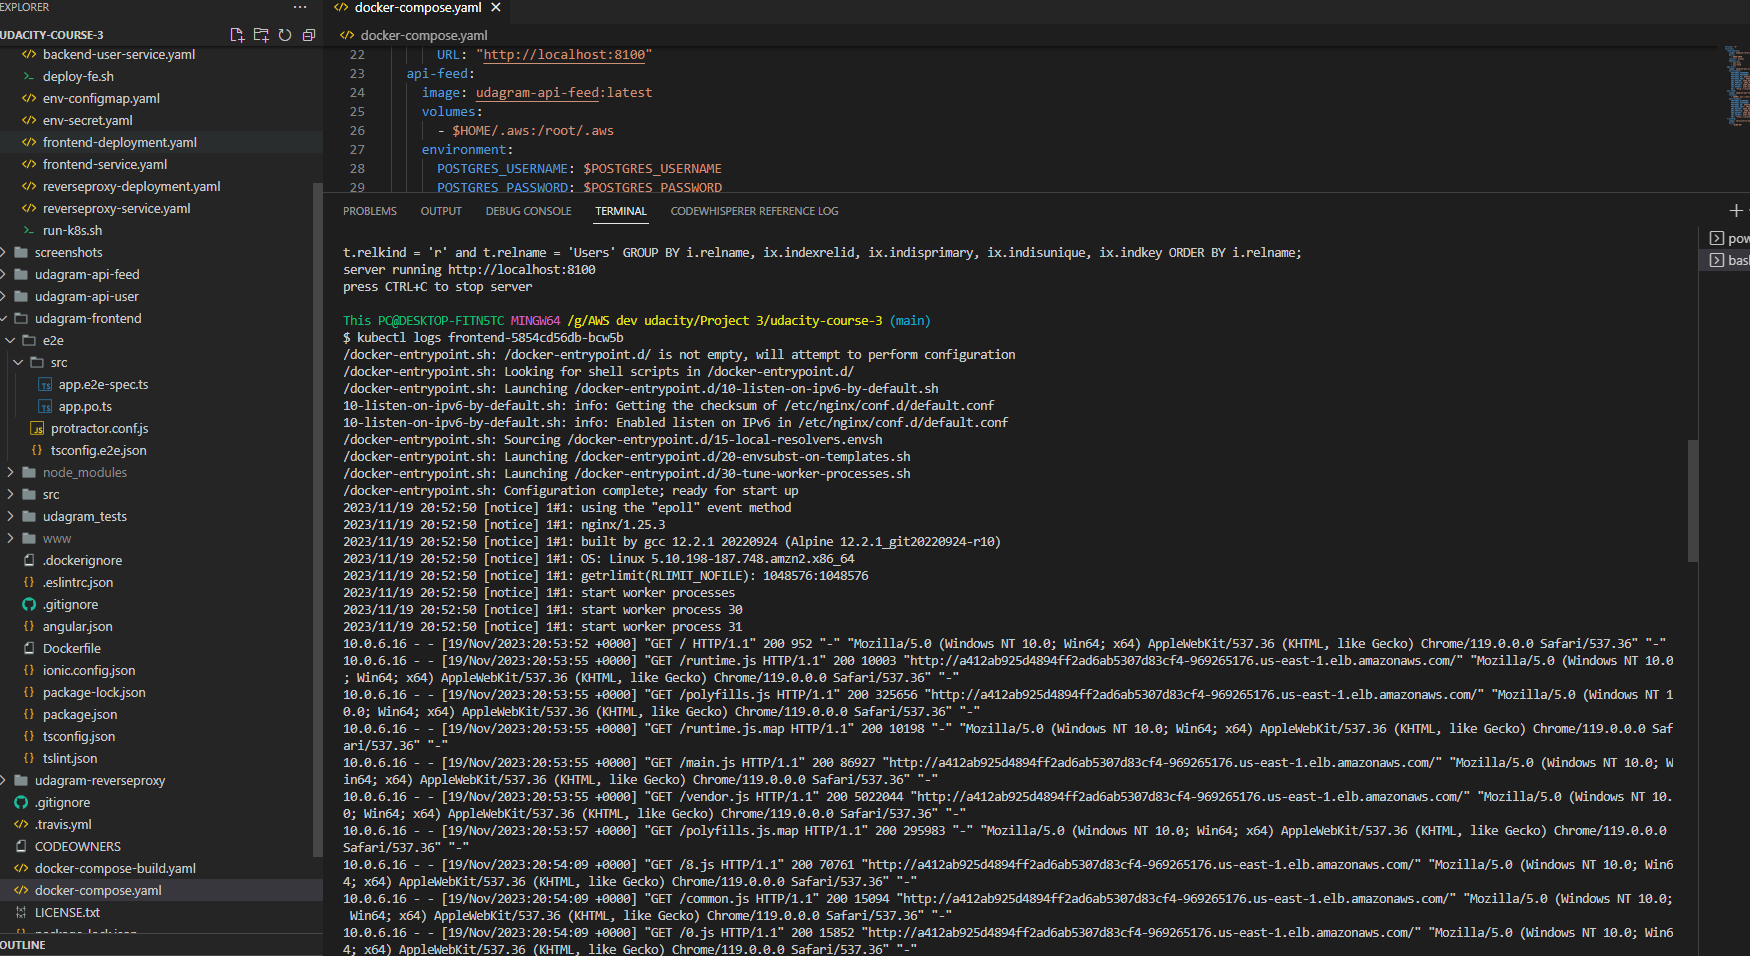 EXPLORER
UDACITY-COURSE-3
backend-user-service.yaml
deploy-fe.sh
env-configmap.yaml
env-secret.yaml
frontend-deployment.yaml
frontend-service.yaml
reverseproxy-deployment.yaml
reverseproxy-service.yaml
run-k8s.sh
screenshots
udagram-api-feed
udagram-api-user
udagram-frontend
e2e
src
app.e2e-spec.ts
app.po.ts
protractor.conf.js
tsconfig.e2e.json
node_modules
src
udagram_tests
www
.dockerignore
.eslintrc.json
.gitignore
angular.json
Dockerfile
ionic.config.json
package-lock.json
package.json
tsconfig.json
tslint.json
udagram-reverseproxy
.gitignore
.travis.yml
CODEOWNERS
docker-compose-build.yaml
docker-compose.yaml
LICENSE.txt
OUTLINE
docker-compose.yaml
docker-compose.yaml
22 URL: "http://localhost:8100"
23 api-feed:
24 image: udagram-api-feed:latest
25 volumes:
26 - $HOME/.aws:/root/.aws
27 environment:
28 POSTGRES_USERNAME: $POSTGRES_USERNAME
29 POSTGRES_PASSWORD: $POSTGRES_PASSWORD
PROBLEMS OUTPUT DEBUG CONSOLE TERMINAL CODEWHISPERER REFERENCE LOG
pow
bash
t.relkind = 'r' and t.relname = 'Users' GROUP BY i.relname, ix.indexrelid, ix.indisprimary, ix.indisunique, ix.indkey ORDER BY i.relname;
server running http://localhost:8100
press CTRL+C to stop server
This PC@DESKTOP-FITN5TC MINGW64 /g/AWS dev udacity/Project 3/udacity-course-3 (main)
$ kubectl logs frontend-5854cd56db-bcw5b
/docker-entrypoint.sh: /docker-entrypoint.d/ is not empty, will attempt to perform configuration
/docker-entrypoint.sh: Looking for shell scripts in /docker-entrypoint.d/
/docker-entrypoint.sh: Launching /docker-entrypoint.d/10-listen-on-ipv6-by-default.sh
10-listen-on-ipv6-by-default.sh: info: Getting the checksum of /etc/nginx/conf.d/default.conf
10-listen-on-ipv6-by-default.sh: info: Enabled listen on IPv6 in /etc/nginx/conf.d/default.conf
/docker-entrypoint.sh: Sourcing /docker-entrypoint.d/15-local-resolvers.envsh
/docker-entrypoint.sh: Launching /docker-entrypoint.d/20-envsubst-on-templates.sh
/docker-entrypoint.sh: Launching /docker-entrypoint.d/30-tune-worker-processes.sh
/docker-entrypoint.sh: Configuration complete; ready for start up
2023/11/19 20:52:50 [notice] 1#1: using the "epoll" event method
2023/11/19 20:52:50 [notice] 1#1: nginx/1.25.3
2023/11/19 20:52:50 [notice] 1#1: built by gcc 12.2.1 20220924 (Alpine 12.2.1_git20220924-r10)
2023/11/19 20:52:50 [notice] 1#1: OS: Linux 5.10.198-187.748.amzn2.x86_64
2023/11/19 20:52:50 [notice] 1#1: getrlimit(RLIMIT_NOFILE): 1048576:1048576
2023/11/19 20:52:50 [notice] 1#1: start worker processes
2023/11/19 20:52:50 [notice] 1#1: start worker process 30
2023/11/19 20:52:50 [notice] 1#1: start worker process 31
10.0.6.16 - - [19/Nov/2023:20:53:52 +0000] "GET / HTTP/1.1" 200 952 "-" "Mozilla/5.0 (Windows NT 10.0; Win64; x64) AppleWebKit/537.36 (KHTML, like Gecko) Chrome/119.0.0.0 Safari/537.36" "-"
10.0.6.16 - - [19/Nov/2023:20:53:55 +0000] "GET /runtime.js HTTP/1.1" 200 10003 "http://a412ab925d4894ff2ad6ab5307d83cf4-969265176.us-east-1.elb.amazonaws.com/" "Mozilla/5.0 (Windows NT 10.0
; Win64; x64) AppleWebKit/537.36 (KHTML, like Gecko) Chrome/119.0.0.0 Safari/537.36" "-"
10.0.6.16 - - [19/Nov/2023:20:53:55 +0000] "GET /polyfills.js HTTP/1.1" 200 325656 "http://a412ab925d4894ff2ad6ab5307d83cf4-969265176.us-east-1.elb.amazonaws.com/" "Mozilla/5.0 (Windows NT 1
0.0; Win64; x64) AppleWebKit/537.36 (KHTML, like Gecko) Chrome/119.0.0.0 Safari/537.36" "-"
10.0.6.16 - - [19/Nov/2023:20:53:55 +0000] "GET /runtime.js.map HTTP/1.1" 200 10198 "-" "Mozilla/5.0 (Windows NT 10.0; Win64; x64) AppleWebKit/537.36 (KHTML, like Gecko) Chrome/119.0.0.0 Saf
ari/537.36" "-"
10.0.6.16 - - [19/Nov/2023:20:53:55 +0000] "GET /main.js HTTP/1.1" 200 86927 "http://a412ab925d4894ff2ad6ab5307d83cf4-969265176.us-east-1.elb.amazonaws.com/" "Mozilla/5.0 (Windows NT 10.0; W
in64; x64) AppleWebKit/537.36 (KHTML, like Gecko) Chrome/119.0.0.0 Safari/537.36" "-"
10.0.6.16 - - [19/Nov/2023:20:53:55 +0000] "GET /vendor.js HTTP/1.1" 200 5022044 "http://a412ab925d4894ff2ad6ab5307d83cf4-969265176.us-east-1.elb.amazonaws.com/" "Mozilla/5.0 (Windows NT 10.
0; Win64; x64) AppleWebKit/537.36 (KHTML, like Gecko) Chrome/119.0.0.0 Safari/537.36" "-"
10.0.6.16 - - [19/Nov/2023:20:53:57 +0000] "GET /polyfills.js.map HTTP/1.1" 200 295983 "-" "Mozilla/5.0 (Windows NT 10.0; Win64; x64) AppleWebKit/537.36 (KHTML, like Gecko) Chrome/119.0.0.0
Safari/537.36" "-"
10.0.6.16 - - [19/Nov/2023:20:54:09 +0000] "GET /8.js HTTP/1.1" 200 70761 "http://a412ab925d4894ff2ad6ab5307d83cf4-969265176.us-east-1.elb.amazonaws.com/" "Mozilla/5.0 (Windows NT 10.0; Win6
4; x64) AppleWebKit/537.36 (KHTML, like Gecko) Chrome/119.0.0.0 Safari/537.36" "-"
10.0.6.16 - - [19/Nov/2023:20:54:09 +0000] "GET /common.js HTTP/1.1" 200 15094 "http://a412ab925d4894ff2ad6ab5307d83cf4-969265176.us-east-1.elb.amazonaws.com/" "Mozilla/5.0 (Windows NT 10.0;
Win64; x64) AppleWebKit/537.36 (KHTML, like Gecko) Chrome/119.0.0.0 Safari/537.36" "-"
10.0.6.16 - - [19/Nov/2023:20:54:09 +0000] "GET /0.js HTTP/1.1" 200 15852 "http://a412ab925d4894ff2ad6ab5307d83cf4-969265176.us-east-1.elb.amazonaws.com/" "Mozilla/5.0 (Windows NT 10.0; Win6
4; x64) AppleWebKit/537.36 (KHTML, like Gecko) Chrome/119.0.0.0 Safari/537.36" "-"